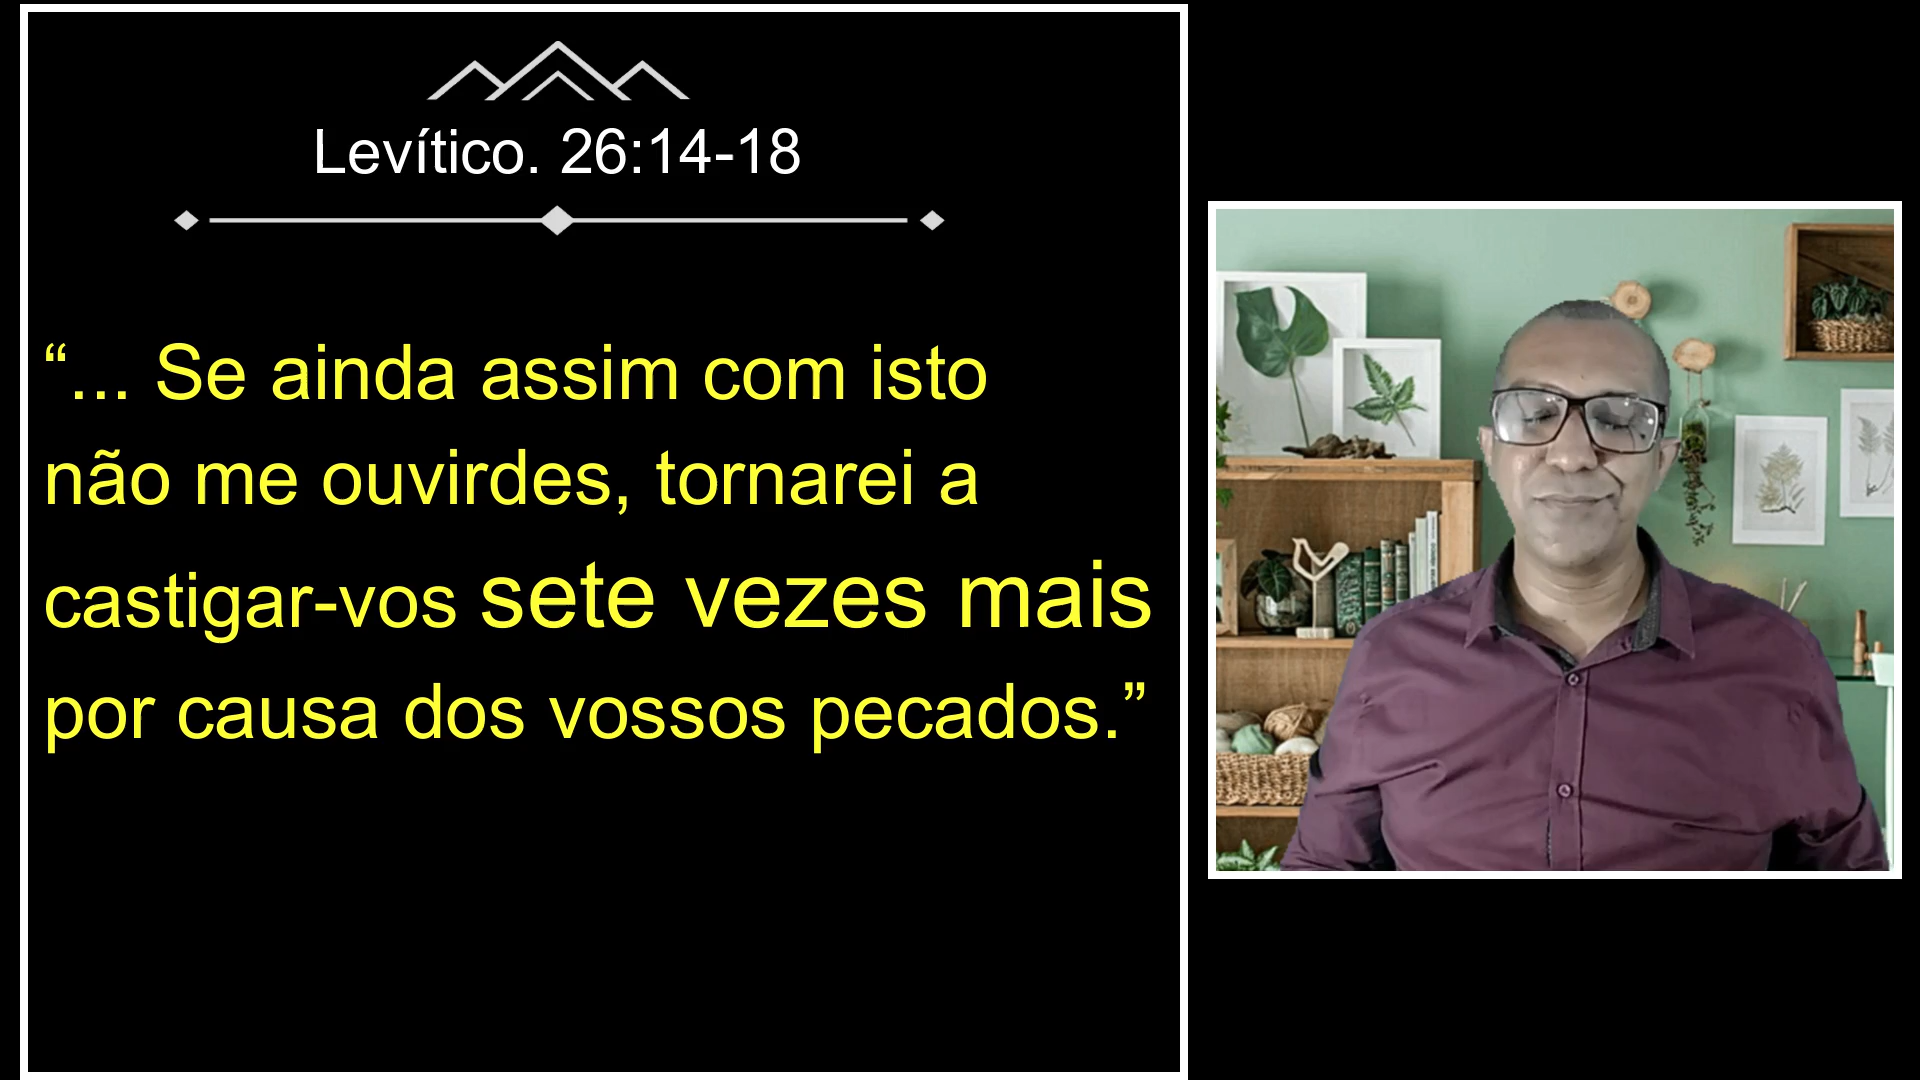 Levítico. 26:14-18
“... Se ainda assim com isto
não me ouvirdes, tornarei a
castigar-vos sete vezes mais
por causa dos vossos pecados.”